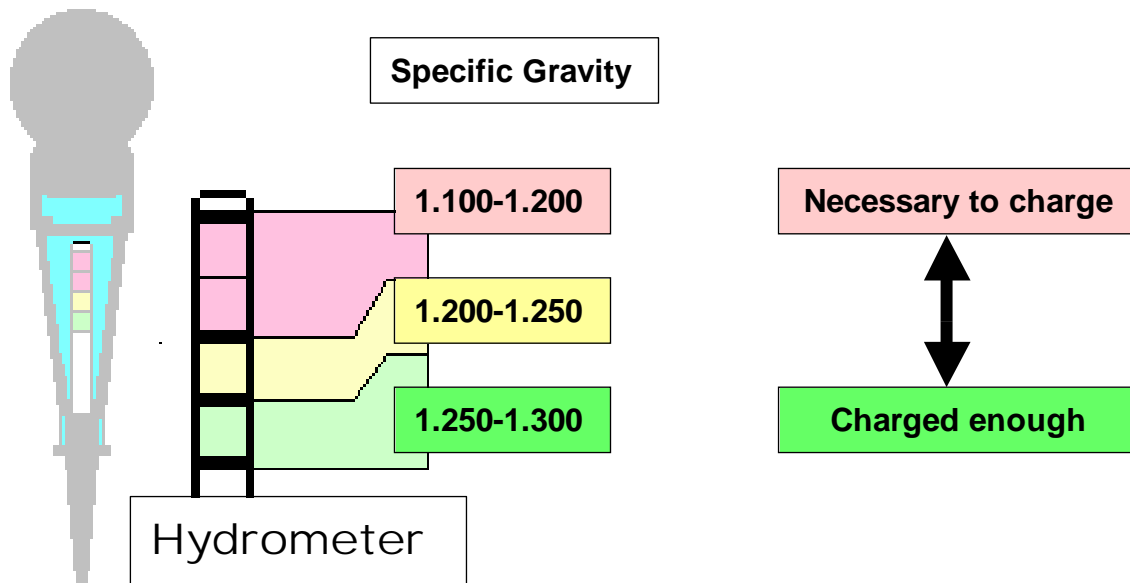 Specific Gravity
1.100-1.200
Necessary to charge
1.200-1.250
1.250-1.300
Charged enough
Hydrometer